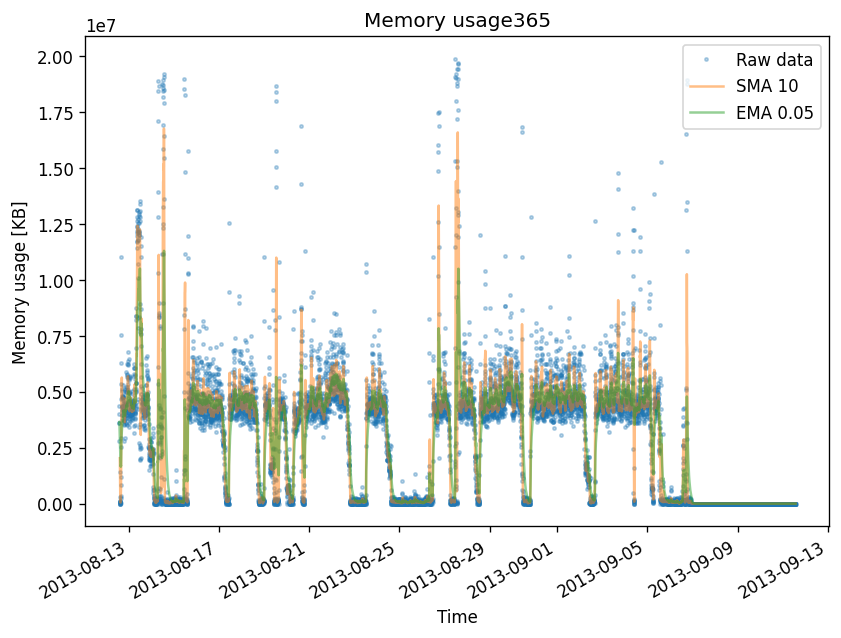 Memory usage365
1e7
2.00
1.75
1.50
1.25
1.00
0.75
0.50
0.25
0.00
Memory usage [KB]
Raw data
SMA 10
EMA 0.05
2013-08-13
2013-08-17
2013-08-21
2013-08-25
2013-08-29
2013-09-01
2013-09-05
2013-09-09
2013-09-13
Time